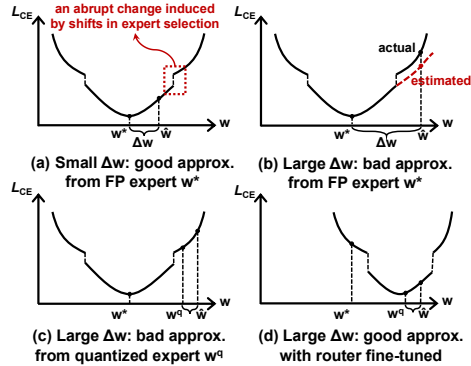 an abrupt change induced
by shifts in expert selection
L_CE
w* Δw ŵ w
(a) Small Δw: good approx.
from FP expert w*
L_CE
actual
estimated
w* Δw ŵ w
(b) Large Δw: bad approx.
from FP expert w*
L_CE
w* w^q ŵ w
(c) Large Δw: bad approx.
from quantized expert w^q
L_CE
w* w^q ŵ w
(d) Large Δw: good approx.
with router fine-tuned